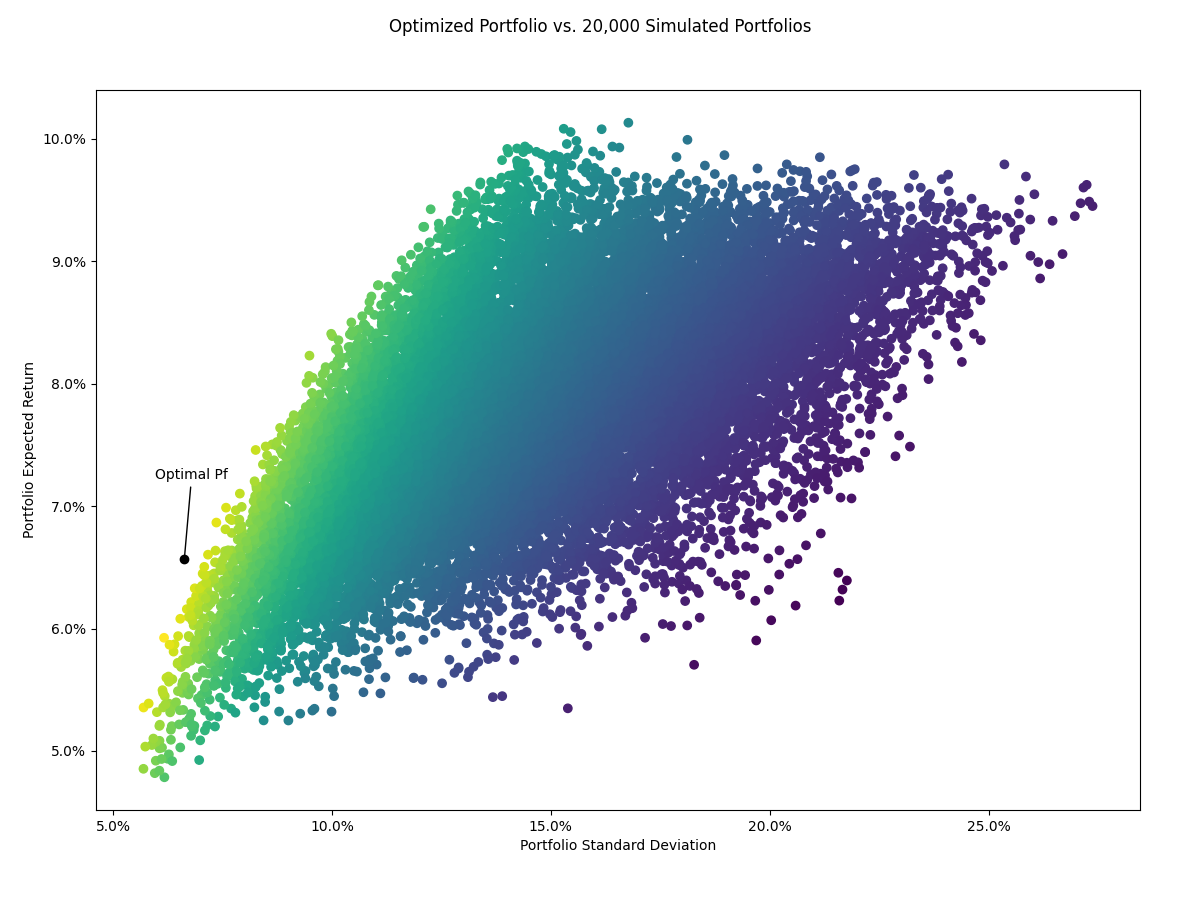 Optimized Portfolio vs. 20,000 Simulated Portfolios
10.0%
9.0%
8.0%
7.0%
6.0%
5.0%
Portfolio Expected Return
Optimal Pf
5.0% 10.0% 15.0% 20.0% 25.0%
Portfolio Standard Deviation